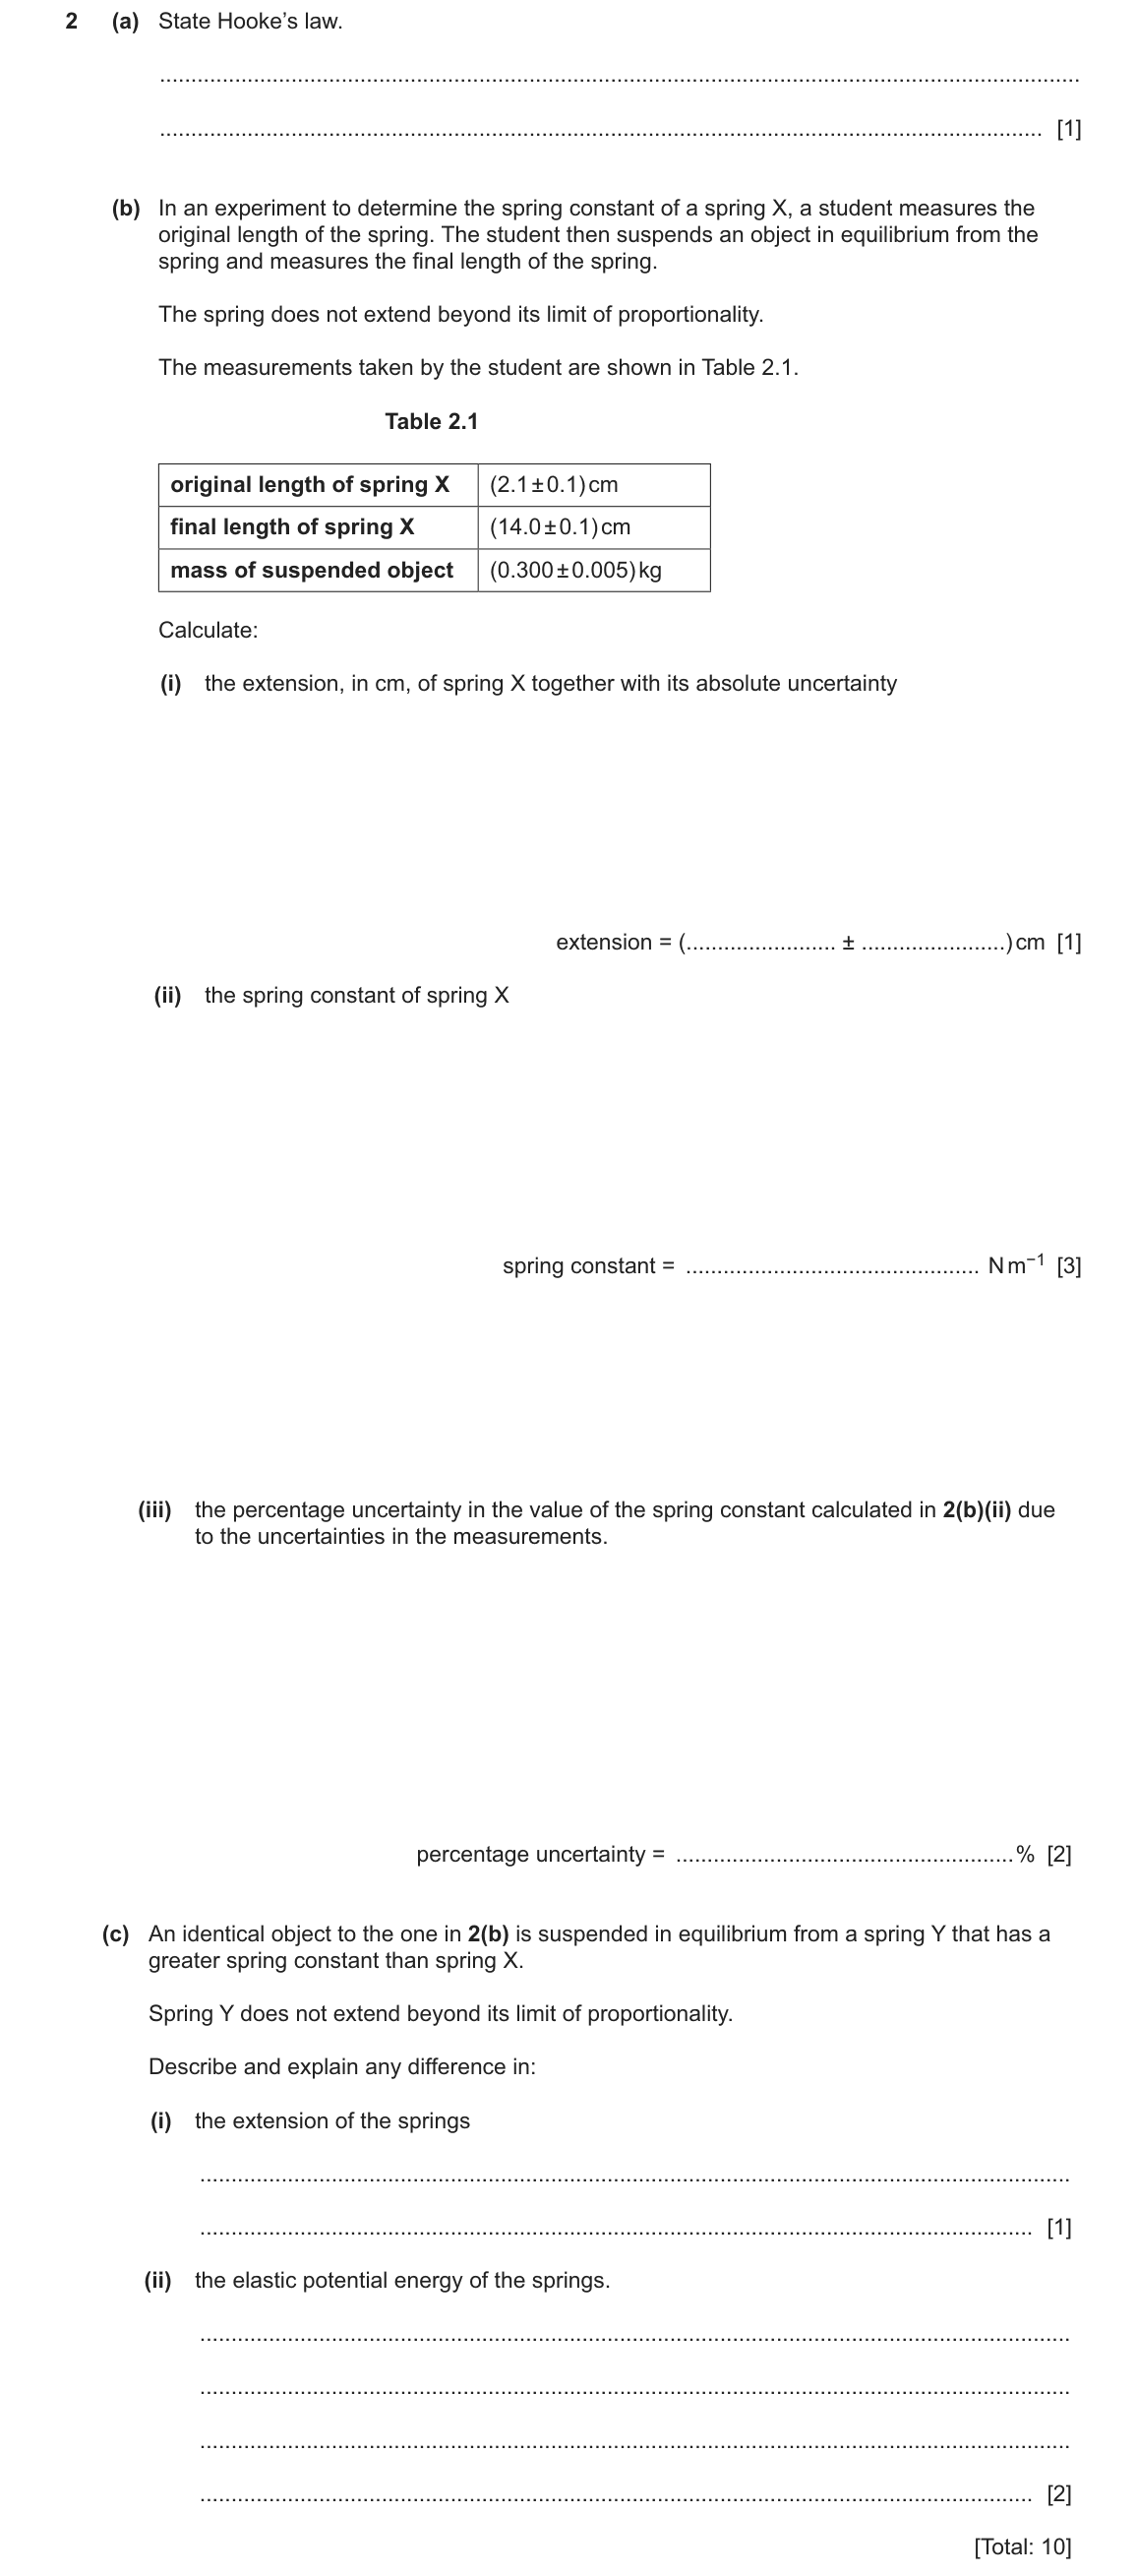 2 (a) State Hooke’s law.
..........................................................................................................................................
..................................................................................................................................... [1]
(b) In an experiment to determine the spring constant of a spring X, a student measures the
original length of the spring. The student then suspends an object in equilibrium from the
spring and measures the final length of the spring.
The spring does not extend beyond its limit of proportionality.
The measurements taken by the student are shown in Table 2.1.
Table 2.1
original length of spring X (2.1 ± 0.1) cm
final length of spring X (14.0 ± 0.1) cm
mass of suspended object (0.300 ± 0.005) kg
Calculate:
(i) the extension, in cm, of spring X together with its absolute uncertainty
extension = (........................ ± .......................) cm [1]
(ii) the spring constant of spring X
spring constant = ............................................... N m⁻¹ [3]
(iii) the percentage uncertainty in the value of the spring constant calculated in 2(b)(ii) due
to the uncertainties in the measurements.
percentage uncertainty = ...................................................... % [2]
(c) An identical object to the one in 2(b) is suspended in equilibrium from a spring Y that has a
greater spring constant than spring X.
Spring Y does not extend beyond its limit of proportionality.
Describe and explain any difference in:
(i) the extension of the springs
..........................................................................................................................................
..................................................................................................................................... [1]
(ii) the elastic potential energy of the springs.
..........................................................................................................................................
..........................................................................................................................................
..........................................................................................................................................
..................................................................................................................................... [2]
[Total: 10]